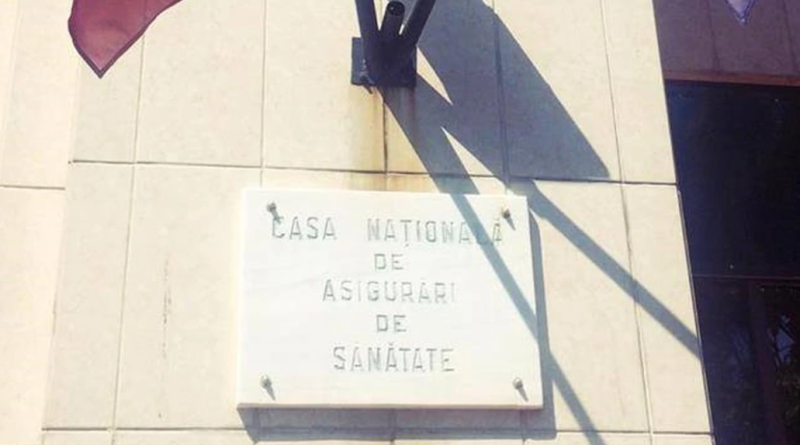 CASA NAȚIONALĂ
DE
ASIGURĂRI
DE
SĂNĂTATE